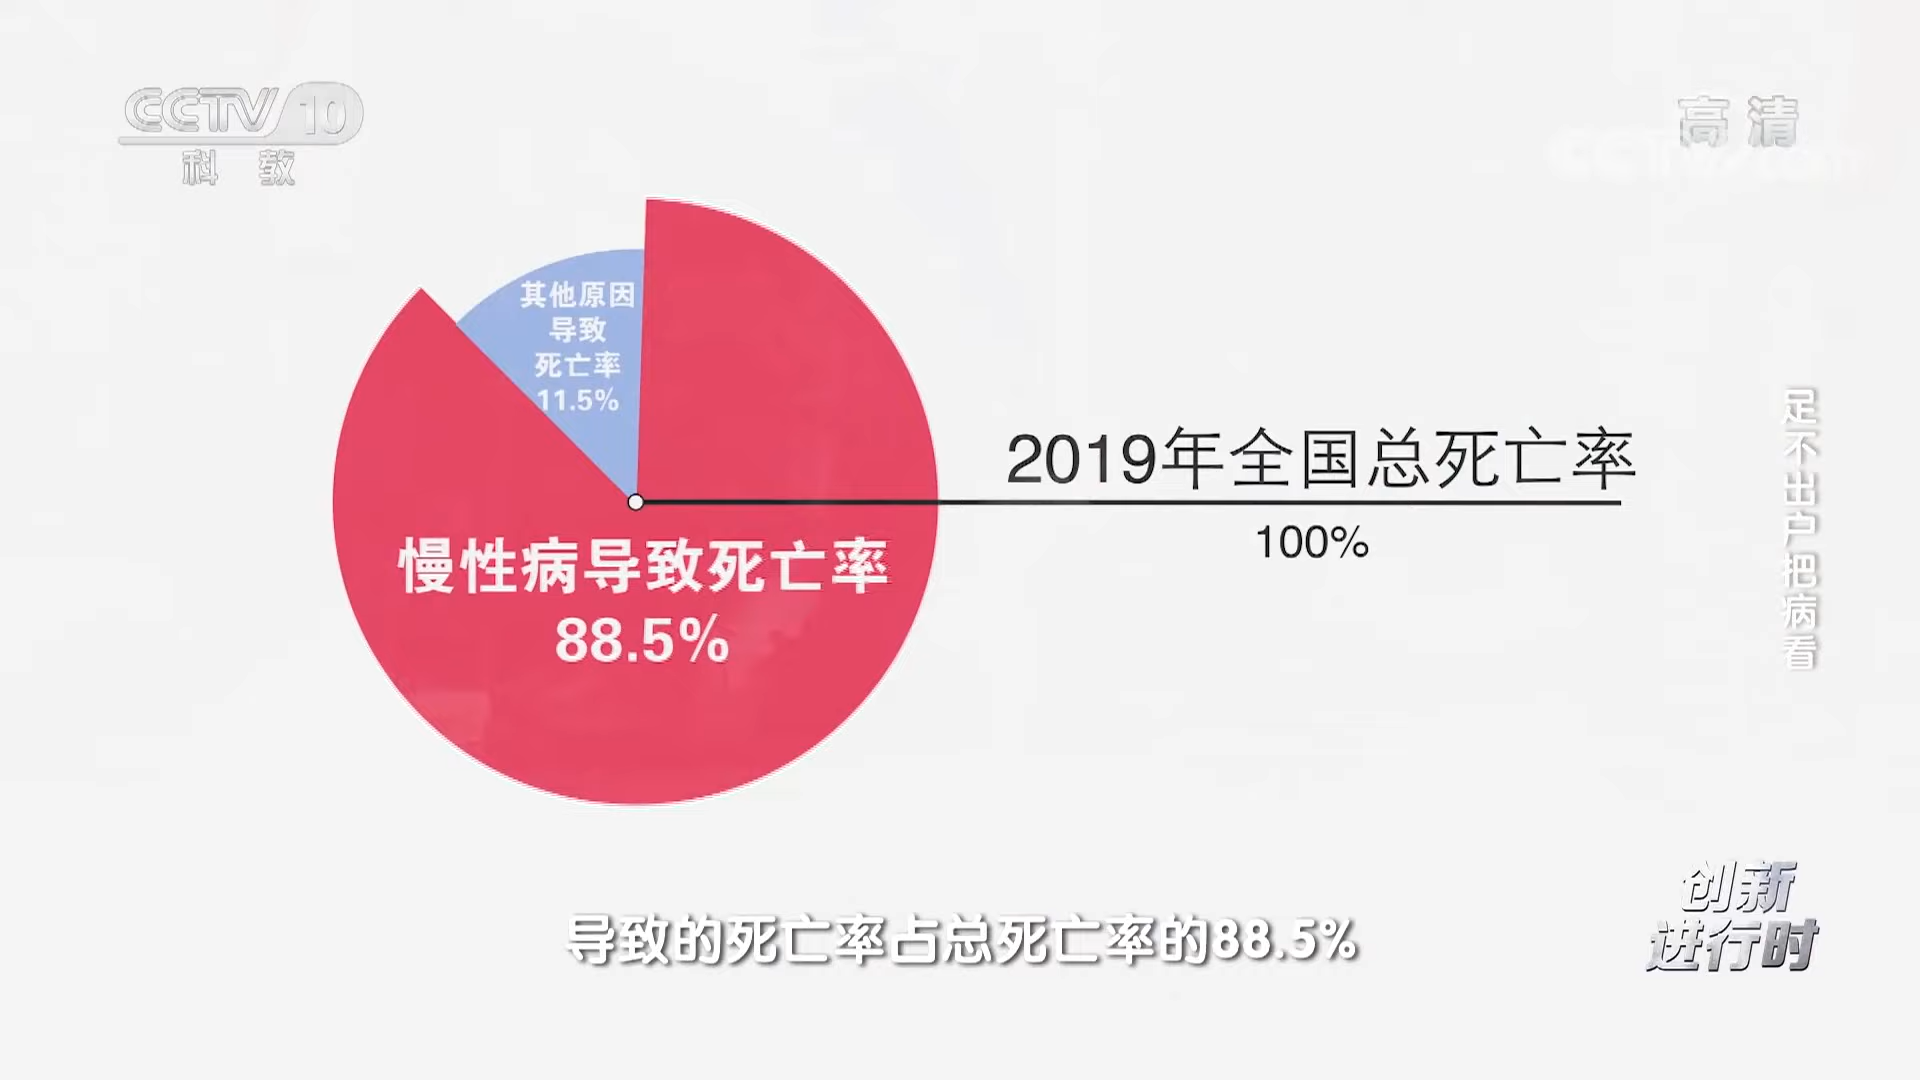 CCTV 10
科教
高清
其他原因
导致
死亡率
11.5%
2019年全国总死亡率
100%
慢性病导致死亡率
88.5%
足不出户把病看
导致的死亡率占总死亡率的88.5%
创新
进行时